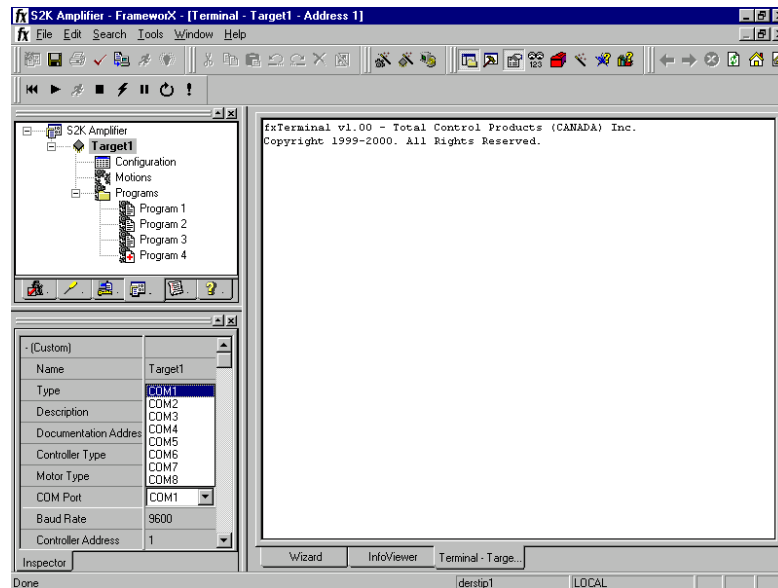 fx S2K Amplifier - FrameworX - [Terminal - Target1 - Address 1]
fx File Edit Search Tools Window Help
S2K Amplifier
Target1
Configuration
Motions
Programs
Program 1
Program 2
Program 3
Program 4
fxTerminal v1.00 - Total Control Products (CANADA) Inc.
Copyright 1999-2000. All Rights Reserved.
- (Custom)
Name Target1
Type
Description
Documentation Addres
Controller Type
Motor Type
COM1
COM2
COM3
COM4
COM5
COM6
COM7
COM8
COM Port COM1
Baud Rate 9600
Controller Address 1
Inspector
Wizard InfoViewer Terminal - Targe...
Done derstip1 LOCAL